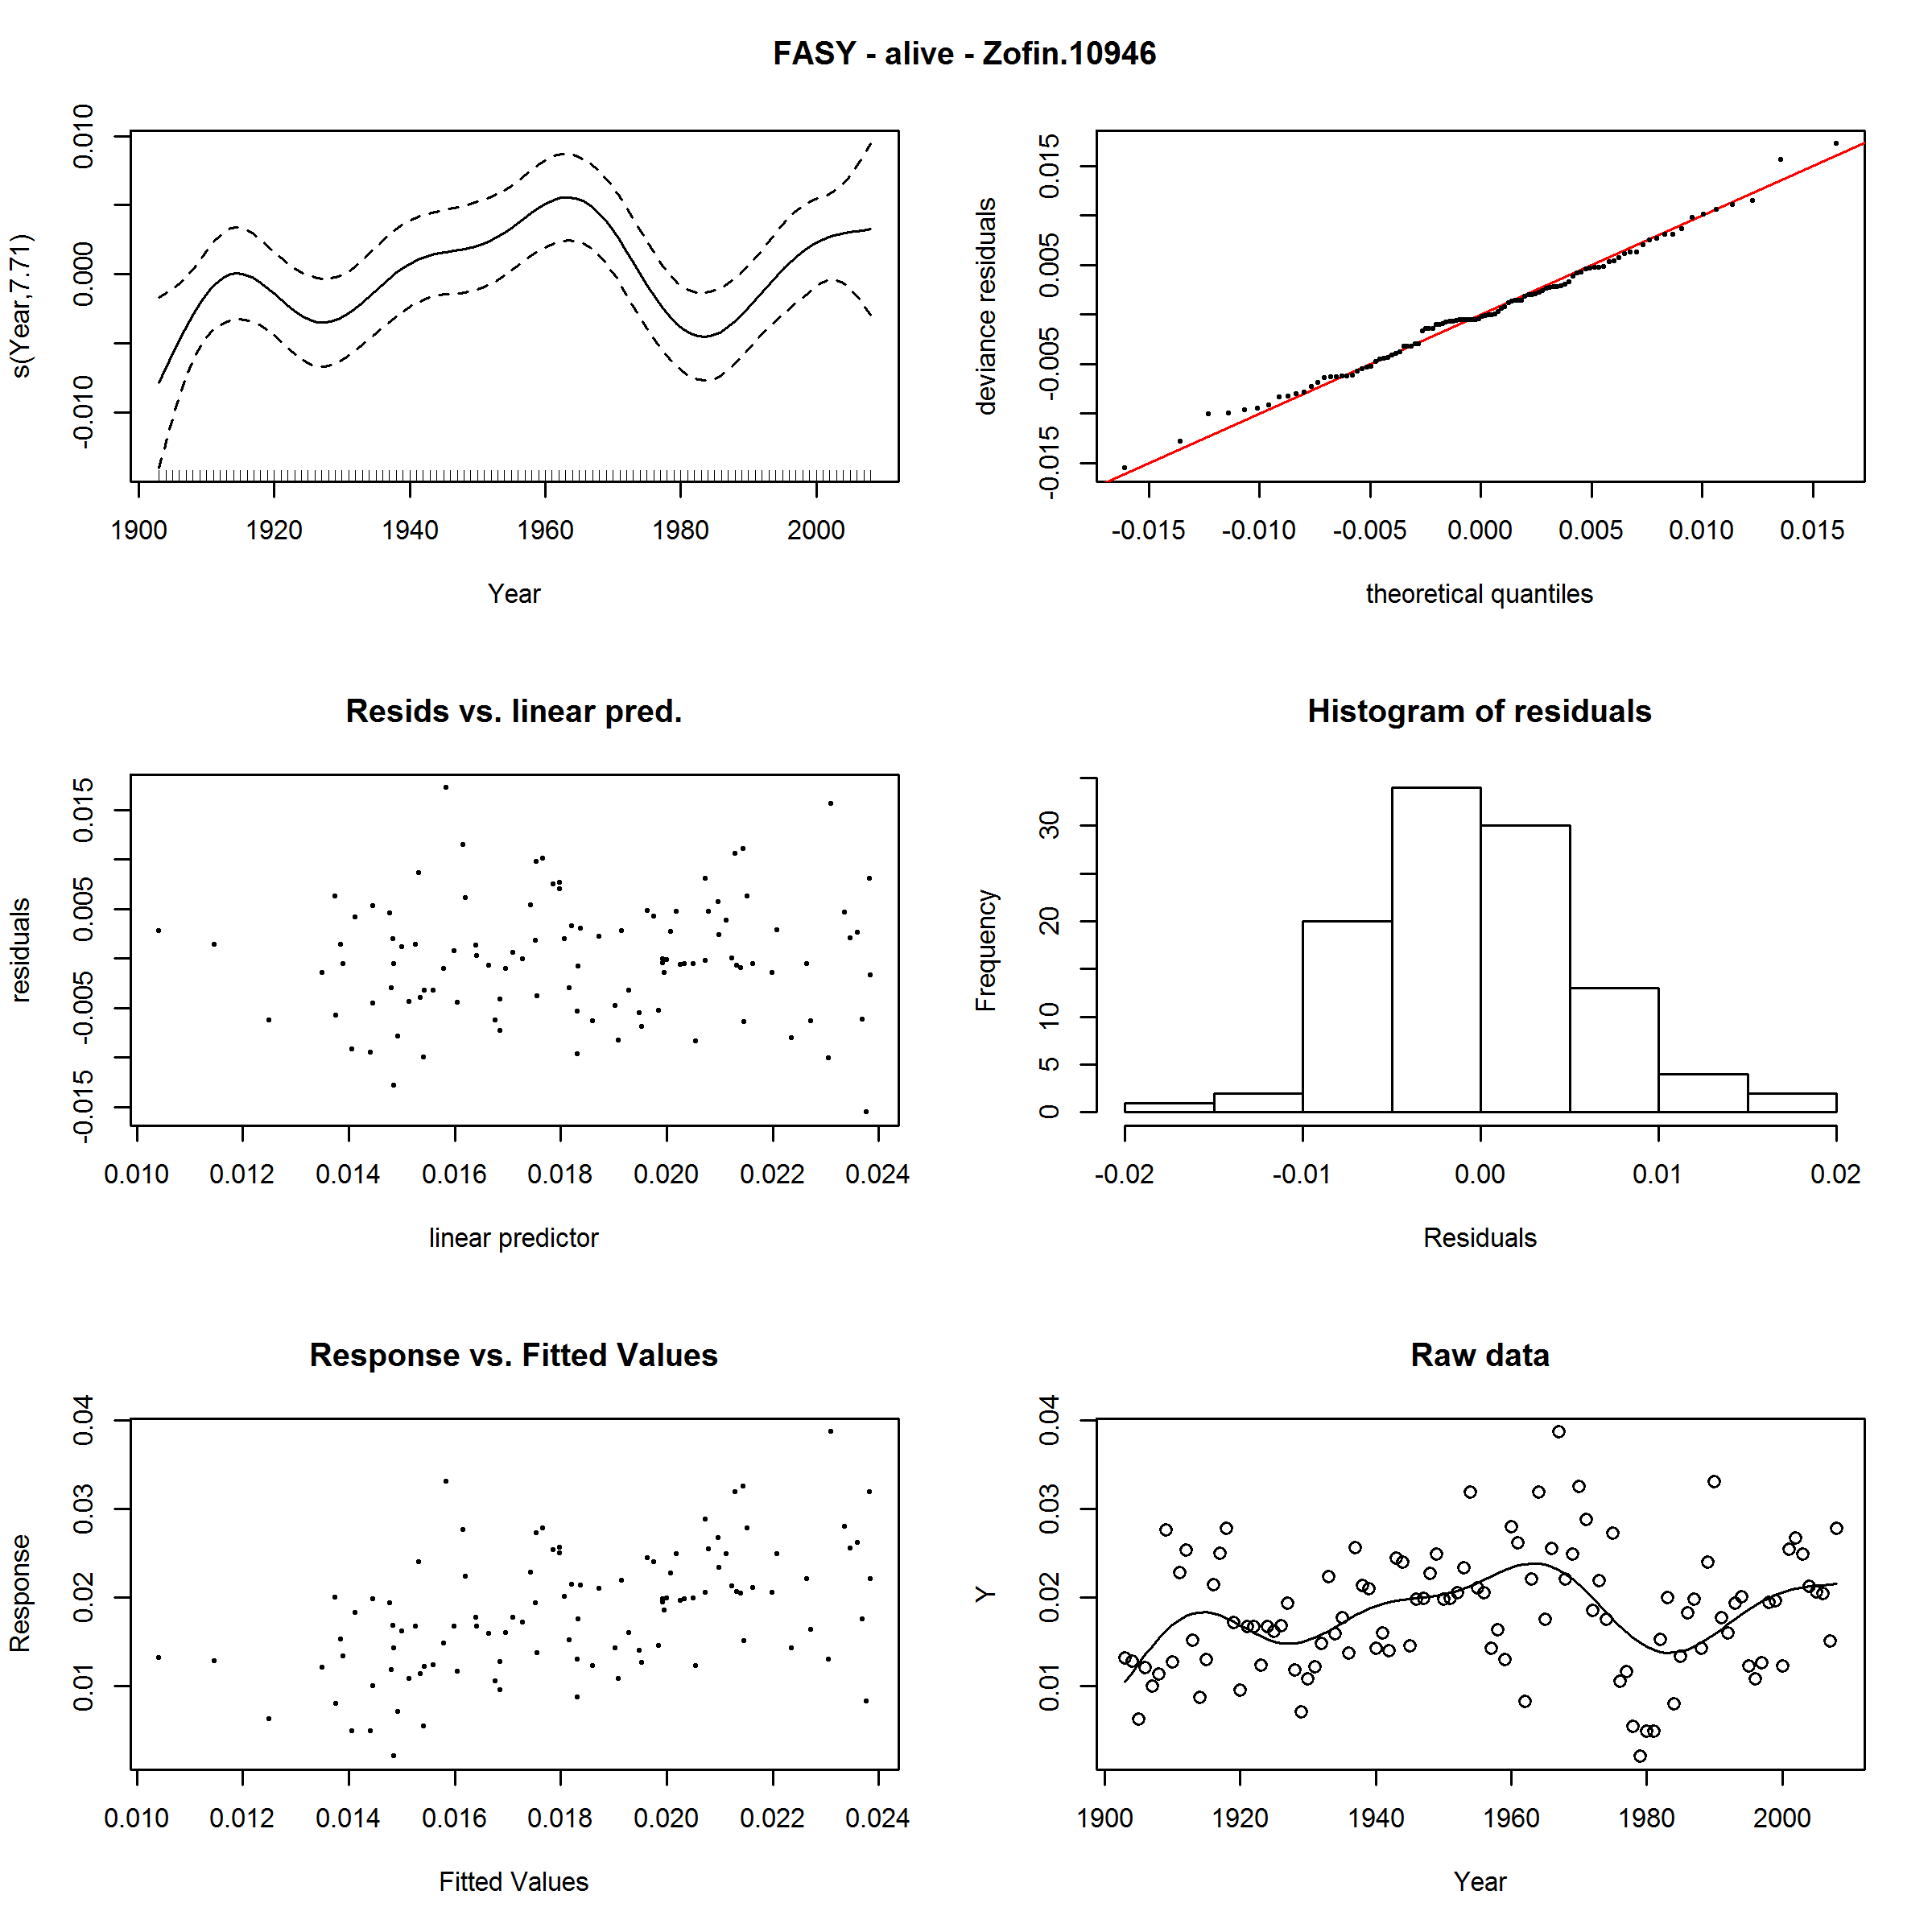 FASY - alive - Zofin.10946
s(Year,7.71)
-0.010 0.000 0.010
1900 1920 1940 1960 1980 2000
Year
deviance residuals
-0.015 -0.005 0.005 0.015
-0.015 -0.010 -0.005 0.000 0.005 0.010 0.015
theoretical quantiles
Resids vs. linear pred.
residuals
-0.015 -0.005 0.005 0.015
0.010 0.012 0.014 0.016 0.018 0.020 0.022 0.024
linear predictor
Histogram of residuals
Frequency
0 5 10 20 30
-0.02 -0.01 0.00 0.01 0.02
Residuals
Response vs. Fitted Values
Response
0.01 0.02 0.03 0.04
0.010 0.012 0.014 0.016 0.018 0.020 0.022 0.024
Fitted Values
Raw data
Y
0.01 0.02 0.03 0.04
1900 1920 1940 1960 1980 2000
Year